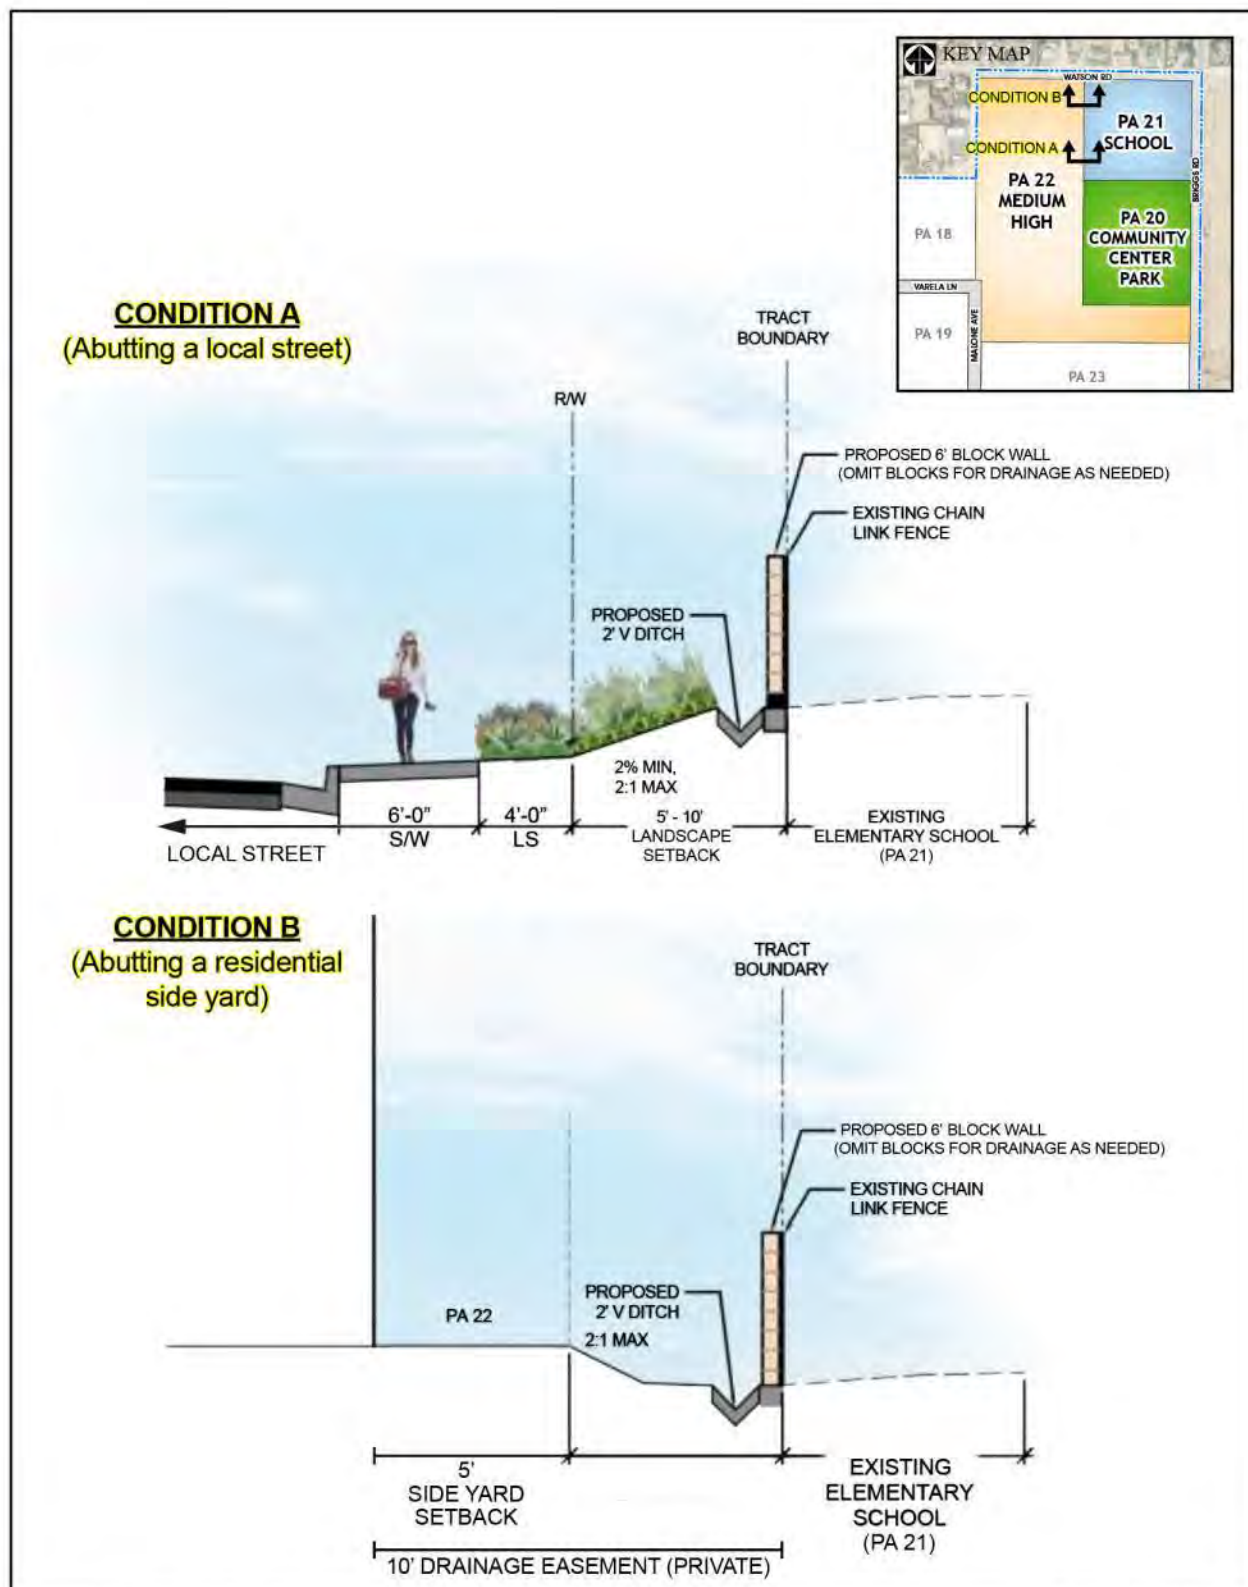 KEY MAP
WATSON RD
CONDITION B
PA 21
SCHOOL
CONDITION A
BRIGGS RD
PA 22
MEDIUM
HIGH
PA 18
PA 20
COMMUNITY
CENTER
PARK
VARELA LN
MALONE AVE
PA 19
PA 23
CONDITION A
(Abutting a local street)
TRACT
BOUNDARY
R/W
PROPOSED 6' BLOCK WALL
(OMIT BLOCKS FOR DRAINAGE AS NEEDED)
EXISTING CHAIN
LINK FENCE
PROPOSED
2' V DITCH
2% MIN,
2:1 MAX
6'-0"
S/W
4'-0"
LS
5' - 10'
LANDSCAPE
SETBACK
EXISTING
ELEMENTARY SCHOOL
(PA 21)
LOCAL STREET
CONDITION B
(Abutting a residential
side yard)
TRACT
BOUNDARY
PROPOSED 6' BLOCK WALL
(OMIT BLOCKS FOR DRAINAGE AS NEEDED)
EXISTING CHAIN
LINK FENCE
PROPOSED
2' V DITCH
PA 22
2:1 MAX
5'
SIDE YARD
SETBACK
EXISTING
ELEMENTARY
SCHOOL
(PA 21)
10' DRAINAGE EASEMENT (PRIVATE)